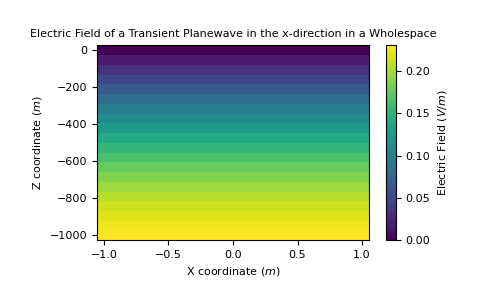 Electric Field of a Transient Planewave in the x-direction in a Wholespace
0
−200
−400
−600
−800
−1000
Z coordinate (m)
−1.0 −0.5 0.0 0.5 1.0
X coordinate (m)
0.20
0.15
0.10
0.05
0.00
Electric Field (V/m)